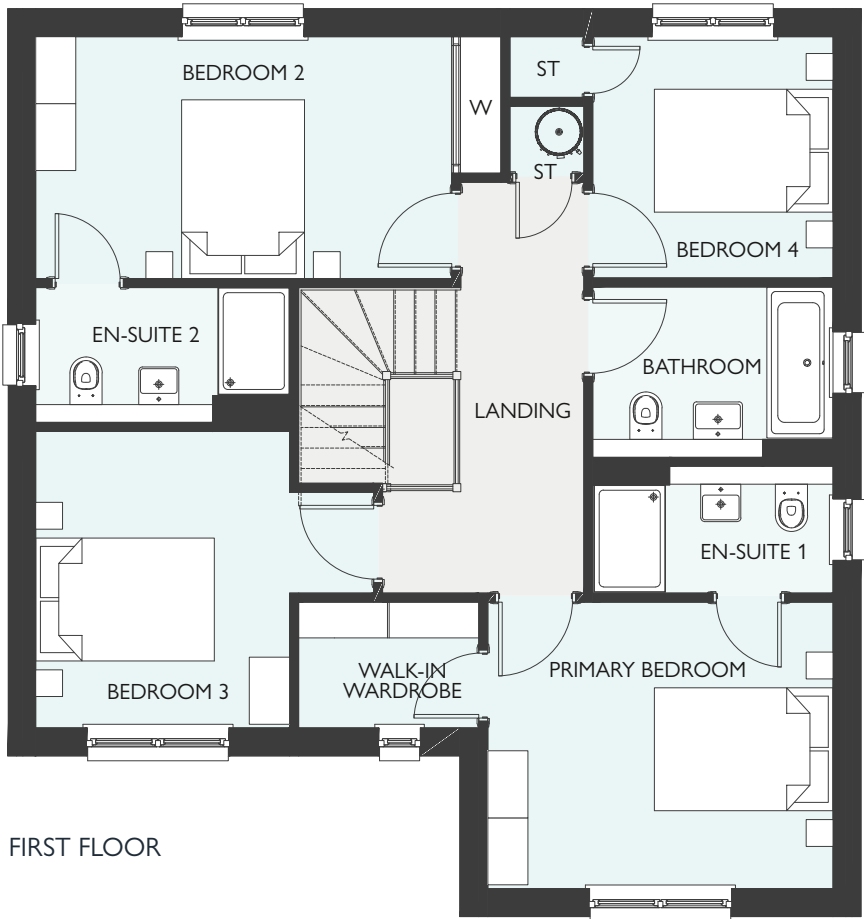 BEDROOM 2
ST
W
ST
BEDROOM 4
EN-SUITE 2
BATHROOM
LANDING
EN-SUITE 1
WALK-IN
WARDROBE
PRIMARY BEDROOM
BEDROOM 3
FIRST FLOOR